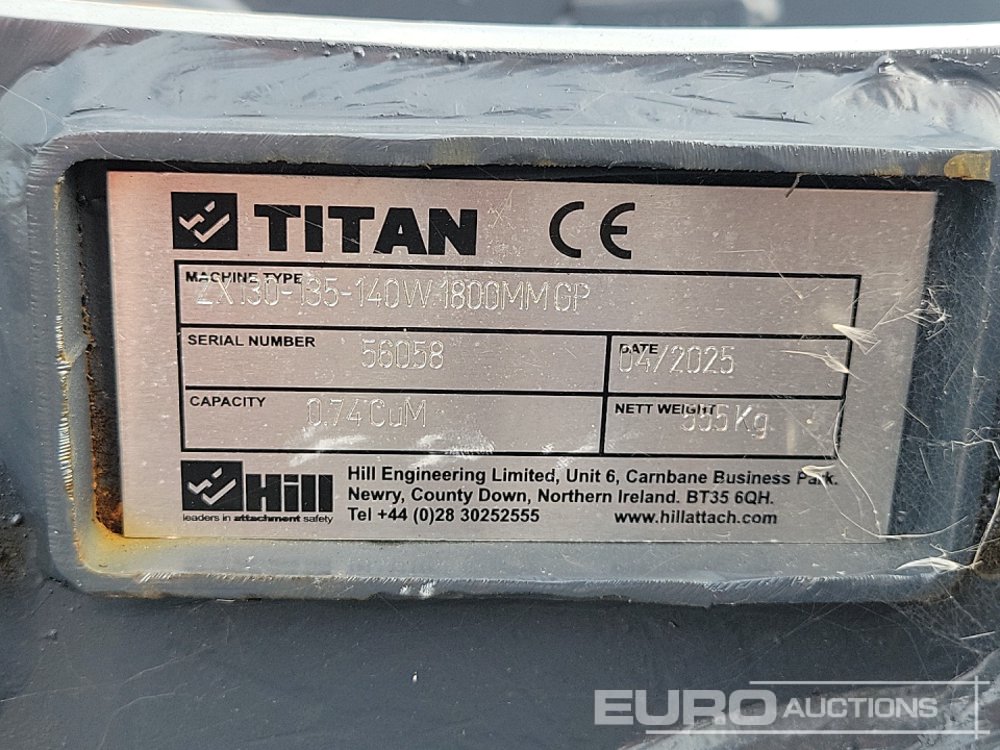 TITAN CE
MACHINE TYPE
ZX130-135-140W-1800MM GP
SERIAL NUMBER 56058 DATE 04/2025
CAPACITY 0.74CuM NETT WEIGHT
Hill
leaders in attachment safety
Hill Engineering Limited, Unit 6, Carnbane Business Park.
Newry, County Down, Northern Ireland. BT35 6QH.
Tel +44 (0)28 30252555 www.hillattach.com
EURO AUCTIONS